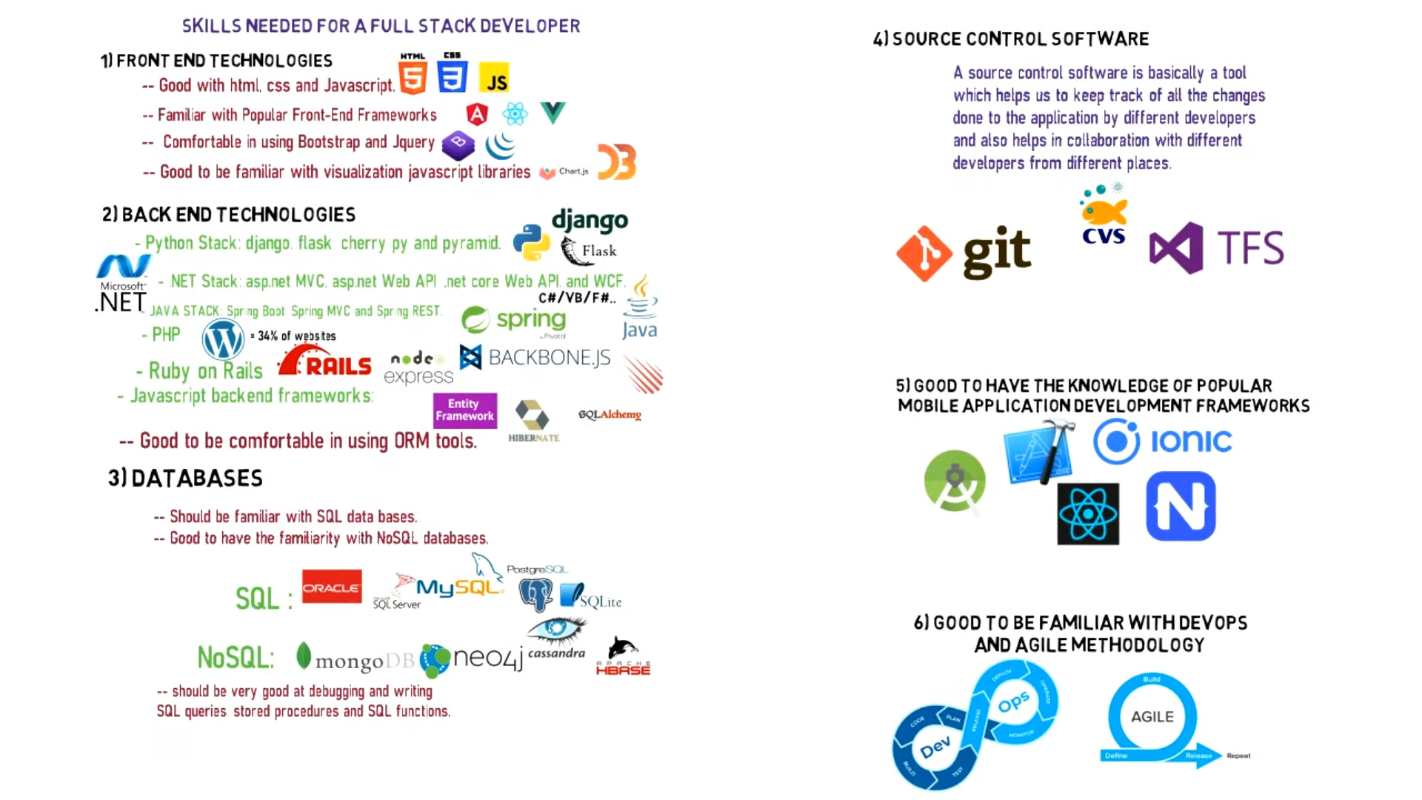 SKILLS NEEDED FOR A FULL STACK DEVELOPER
1) FRONT END TECHNOLOGIES
HTML
5
CSS
3
JS
-- Good with html, css and Javascript.
-- Familiar with Popular Front-End Frameworks
A
-- Comfortable in using Bootstrap and Jquery
B
-- Good to be familiar with visualization javascript libraries
Chart.js
D3
2) BACK END TECHNOLOGIES
django
- Python Stack: django, flask cherry py and pyramid.
Flask
Microsoft®
.NET
- .NET Stack: asp.net MVC, asp.net Web API .net core Web API, and WCF.
C#/VB/F#..
- JAVA STACK: Spring Boot Spring MVC and Spring REST.
spring
by Pivotal
Java
- PHP
W
= 34% of websites
- Ruby on Rails
RAILS
node
express
BACKBONE.JS
- Javascript backend frameworks:
Entity
Framework
HIBERNATE
SQLAlchemy
-- Good to be comfortable in using ORM tools.
3) DATABASES
-- Should be familiar with SQL data bases.
-- Good to have the familiarity with NoSQL databases.
SQL :
ORACLE
Microsoft
SQL Server
MySQL
PostgreSQL
SQLite
NoSQL:
mongoDB
neo4j
cassandra
APACHE
HBASE
-- should be very good at debugging and writing
SQL queries stored procedures and SQL functions.
4) SOURCE CONTROL SOFTWARE
A source control software is basically a tool
which helps us to keep track of all the changes
done to the application by different developers
and also helps in collaboration with different
developers from different places.
git
CVS
TFS
5) GOOD TO HAVE THE KNOWLEDGE OF POPULAR
MOBILE APPLICATION DEVELOPMENT FRAMEWORKS
IONIC
N
6) GOOD TO BE FAMILIAR WITH DEVOPS
AND AGILE METHODOLOGY
Dev
Ops
CODE
PLAN
BUILD
TEST
RELEASE
DEPLOY
OPERATE
MONITOR
Build
AGILE
Define
Release
Repeat